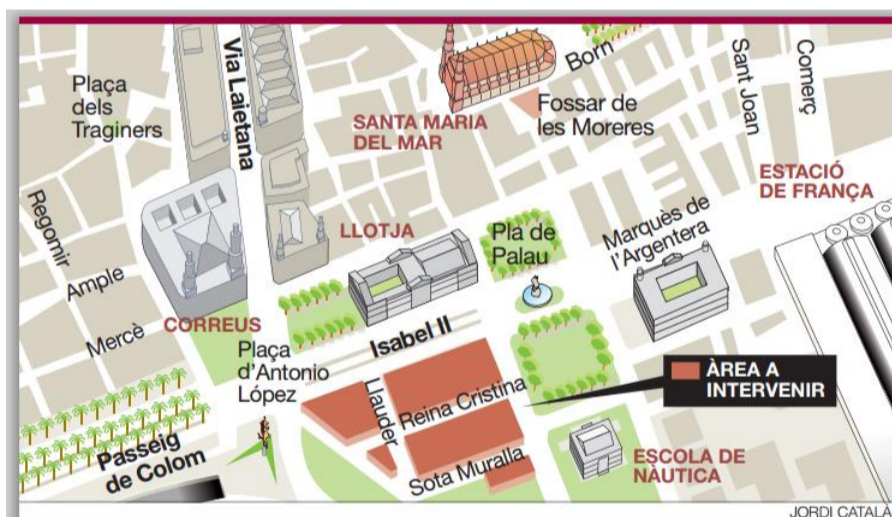 Plaça
dels
Traginers
Via Laietana
Born
Sant Joan
Comerç
SANTA MARIA
DEL MAR
Fossar de
les Moreres
ESTACIÓ
DE FRANÇA
Regomir
Ample
Mercè
LLOTJA
Pla de
Palau
Marquès de
l'Argentera
CORREUS
Isabel II
Plaça
d'Antonio
López
Llauder
Reina Cristina
ÀREA A
INTERVENIR
Passeig
de Colom
Sota Muralla
ESCOLA DE
NÀUTICA
JORDI CATALÀ